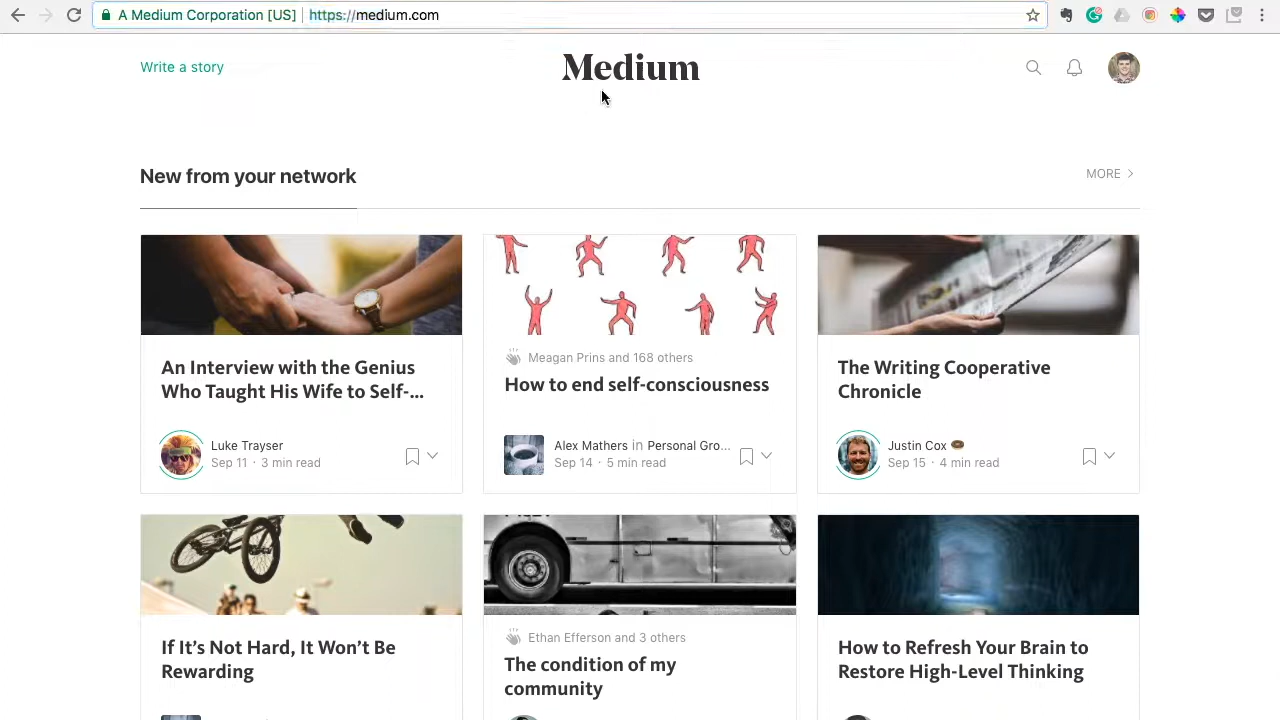 A Medium Corporation [US] https://medium.com
Write a story
Medium
New from your network
MORE
An Interview with the Genius
Who Taught His Wife to Self-...
Luke Trayser
Sep 11 · 3 min read
Meagan Prins and 168 others
How to end self-consciousness
Alex Mathers in Personal Gro...
Sep 14 · 5 min read
The Writing Cooperative
Chronicle
Justin Cox 🍩
Sep 15 · 4 min read
If It’s Not Hard, It Won’t Be
Rewarding
Ethan Efferson and 3 others
The condition of my
community
How to Refresh Your Brain to
Restore High-Level Thinking